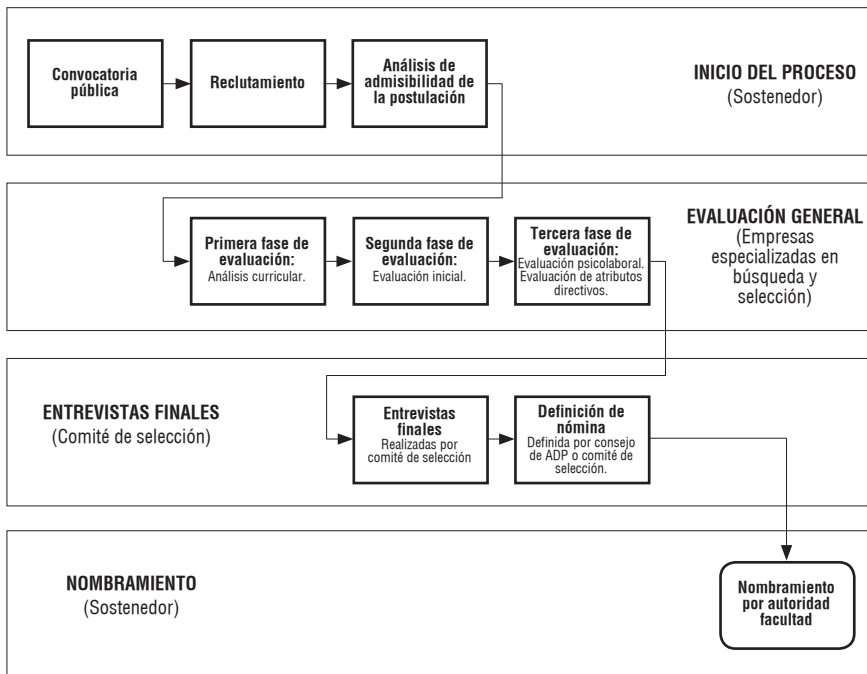 Convocatoria
pública
Reclutamiento
Análisis de
admisibilidad de
la postulación
INICIO DEL PROCESO
(Sostenedor)
Primera fase de
evaluación:
Análisis curricular.
Segunda fase de
evaluación:
Evaluación inicial.
Tercera fase de
evaluación:
Evaluación psicolaboral.
Evaluación de atributos
directivos.
EVALUACIÓN GENERAL
(Empresas
especializadas en
búsqueda y
selección)
ENTREVISTAS FINALES
(Comité de selección)
Entrevistas
finales
Realizadas por
comité de selección
Definición de
nómina
Definida por consejo
de ADP o comité de
selección.
NOMBRAMIENTO
(Sostenedor)
Nombramiento
por autoridad
facultad